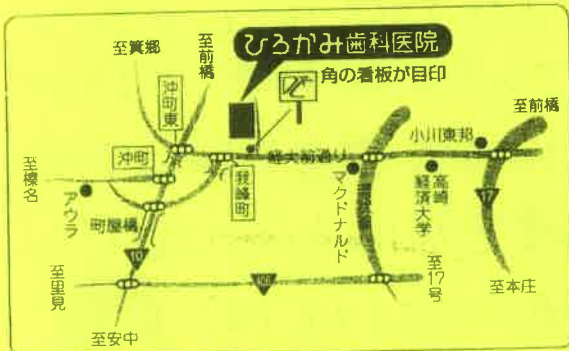 ひろかみ歯科医院
角の看板が目印
至箕郷
至前橋
沖町東
沖町
至榛名
アウラ
町屋橋
我峰町
経大前通り
マクドナルド
高崎
経済大学
小川東邦
至前橋
17
10
至里見
至安中
至17号
至本庄